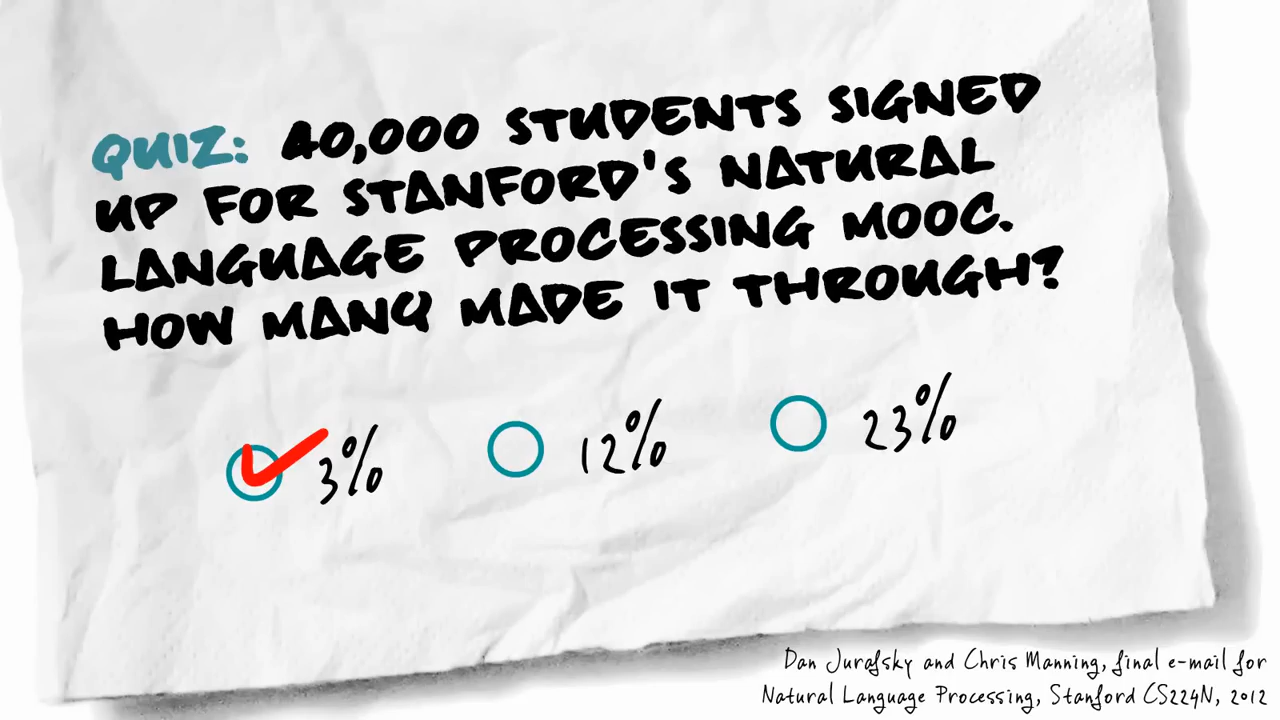 QUIZ: 40,000 STUDENTS SIGNED
UP FOR STANFORD'S NATURAL
LANGUAGE PROCESSING MOOC.
HOW MANY MADE IT THROUGH?
3% 12% 23%
Dan Jurafsky and Chris Manning, final e-mail for
Natural Language Processing, Stanford CS224N, 2012